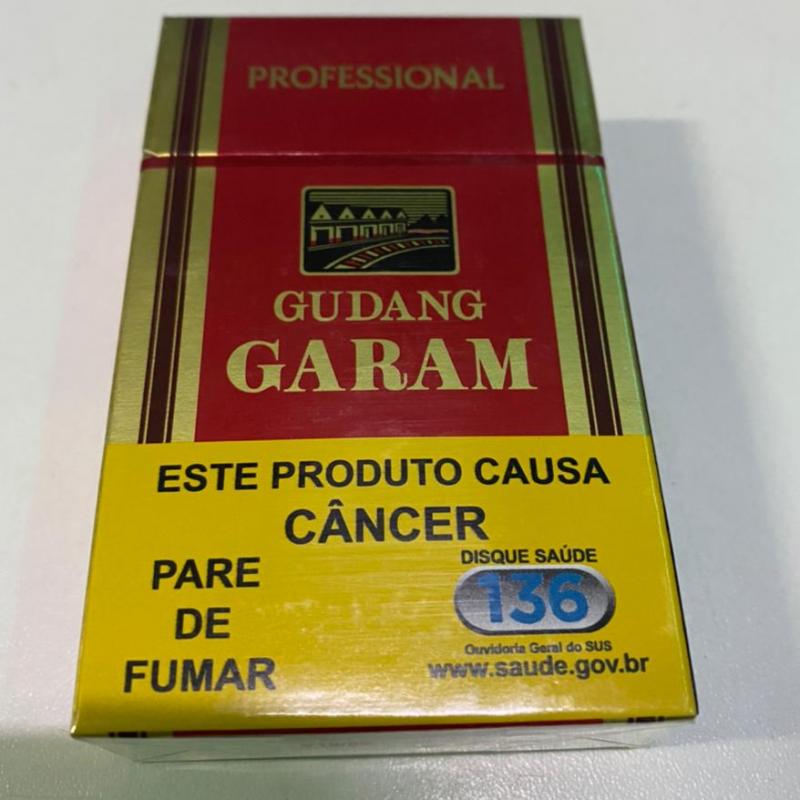 PROFESSIONAL
GUDANG
GARAM
ESTE PRODUTO CAUSA
CÂNCER
PARE
DE
FUMAR
DISQUE SAÚDE
136
Ouvidoria Geral do SUS
www.saude.gov.br